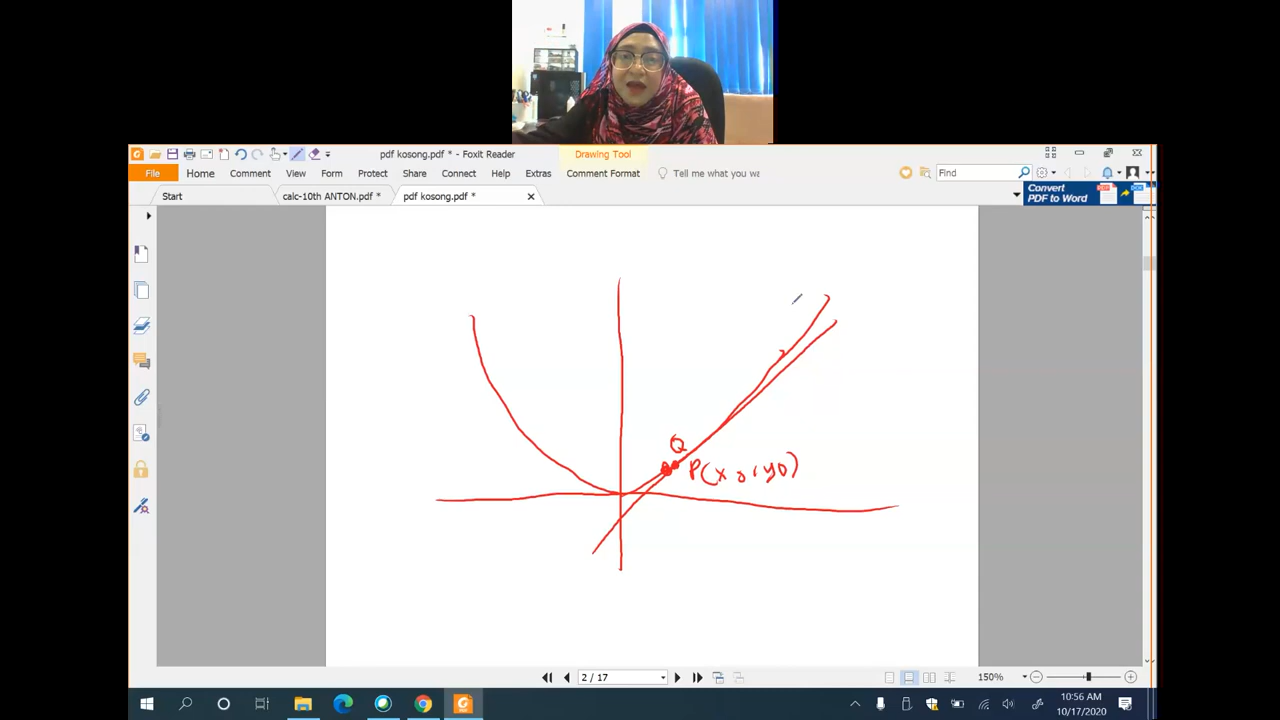 pdf kosong.pdf * - Foxit Reader
Drawing Tool
File Home Comment View Form Protect Share Connect Help Extras Comment Format Tell me what you wa Find
Start calc-10th ANTON.pdf * pdf kosong.pdf *
Convert
PDF to Word
Q
P(x0, y0)
2 / 17
150%
10:56 AM
10/17/2020